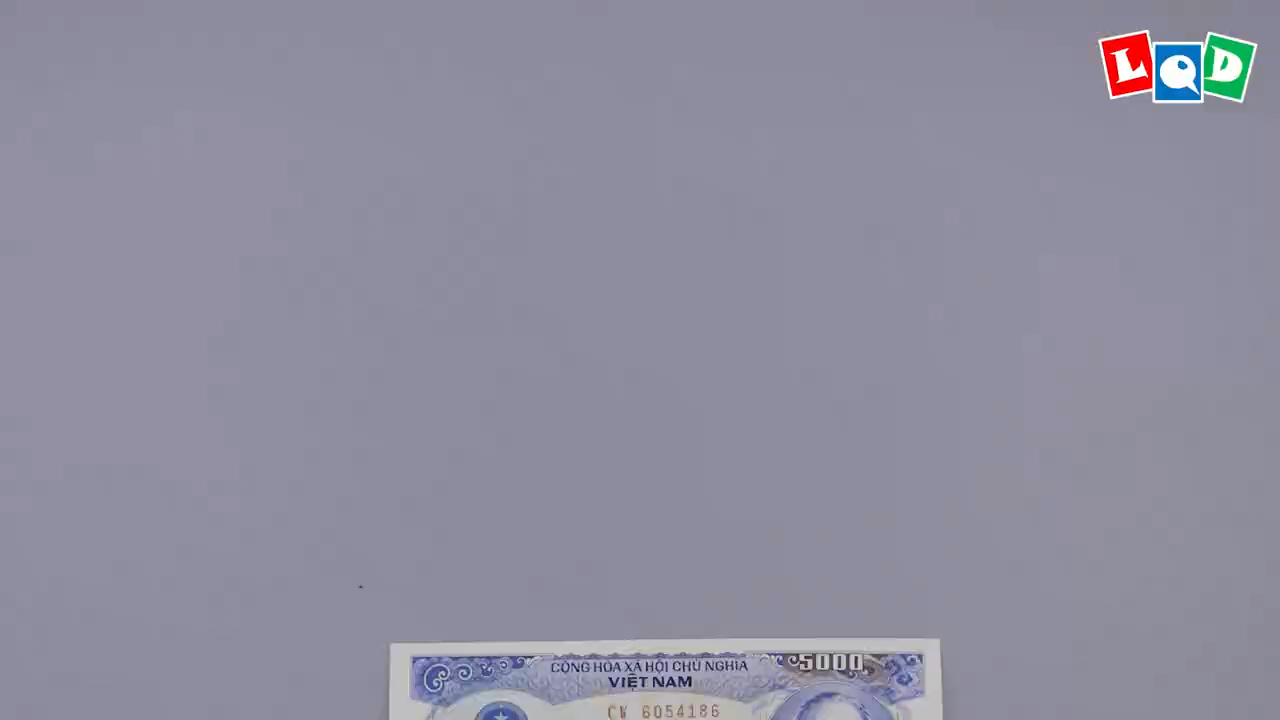 LQD
CỘNG HÒA XÃ HỘI CHỦ NGHĨA
5000
VIỆT NAM
CW 6054186